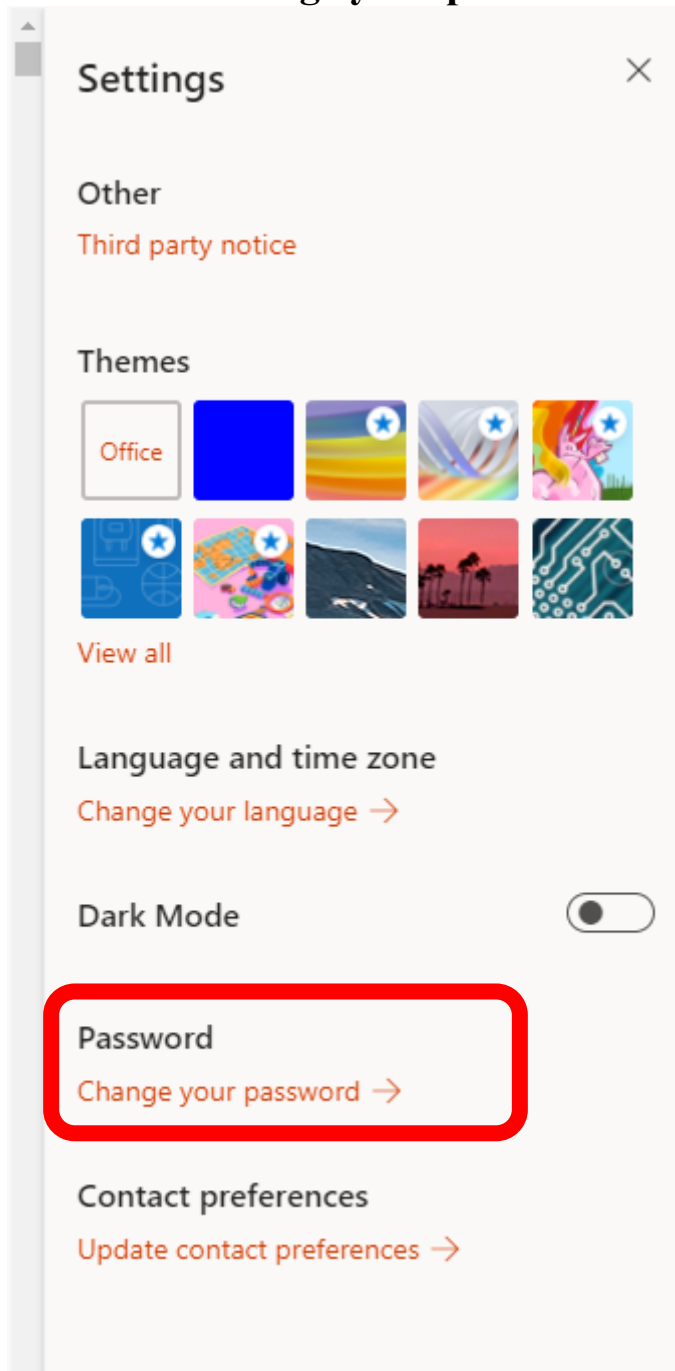 Settings
Other
Third party notice
Themes
Office
View all
Language and time zone
Change your language →
Dark Mode
Password
Change your password →
Contact preferences
Update contact preferences →